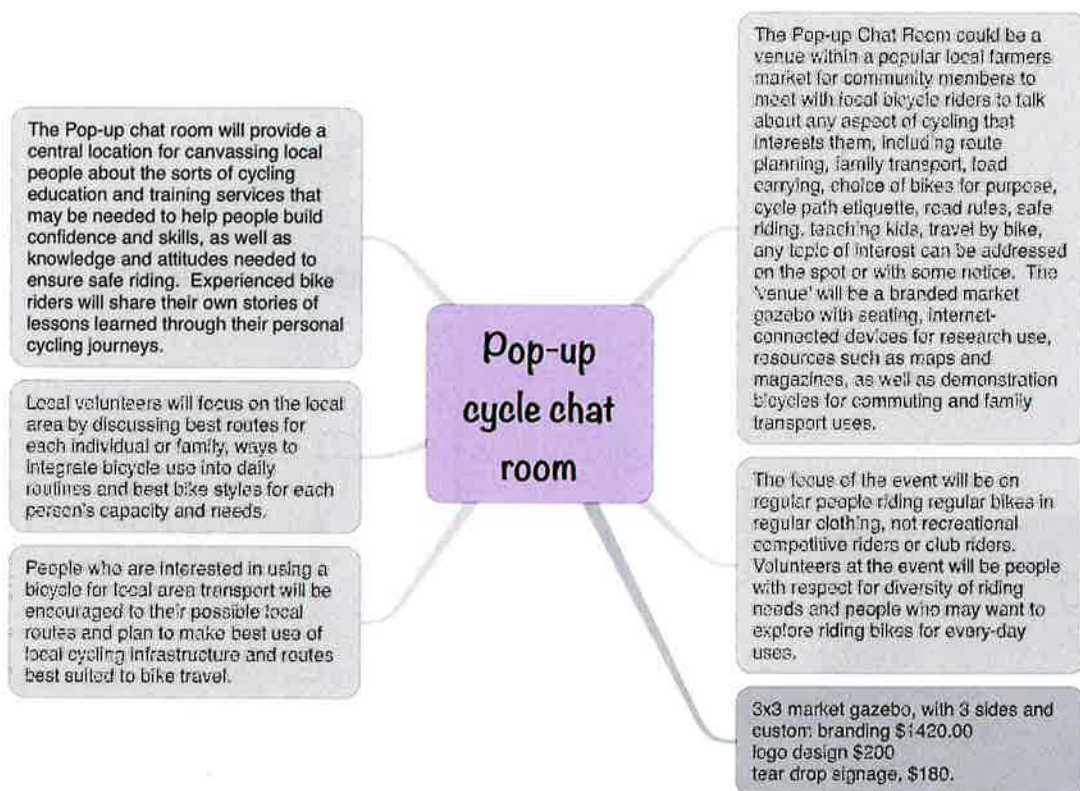 The Pop-up chat room will provide a
central location for canvassing local
people about the sorts of cycling
education and training services that
may be needed to help people build
confidence and skills, as well as
knowledge and attitudes needed to
ensure safe riding.  Experienced bike
riders will share their own stories of
lessons learned through their personal
cycling journeys.
Local volunteers will focus on the local
area by discussing best routes for
each individual or family, ways to
integrate bicycle use into daily
routines and best bike styles for each
person's capacity and needs.
People who are interested in using a
bicycle for local area transport will be
encouraged to their possible local
routes and plan to make best use of
local cycling infrastructure and routes
best suited to bike travel.
Pop-up
cycle chat
room
The Pop-up Chat Room could be a
venue within a popular local farmers
market for community members to
meet with local bicycle riders to talk
about any aspect of cycling that
interests them, including route
planning, family transport, load
carrying, choice of bikes for purpose,
cycle path etiquette, road rules, safe
riding, teaching kids, travel by bike,
any topic of interest can be addressed
on the spot or with some notice.  The
'venue' will be a branded market
gazebo with seating, internet-
connected devices for research use,
resources such as maps and
magazines, as well as demonstration
bicycles for commuting and family
transport uses.
The focus of the event will be on
regular people riding regular bikes in
regular clothing, not recreational
competitive riders or club riders.
Volunteers at the event will be people
with respect for diversity of riding
needs and people who may want to
explore riding bikes for every-day
uses.
3x3 market gazebo, with 3 sides and
custom branding $1420.00
logo design $200
tear drop signage, $180.